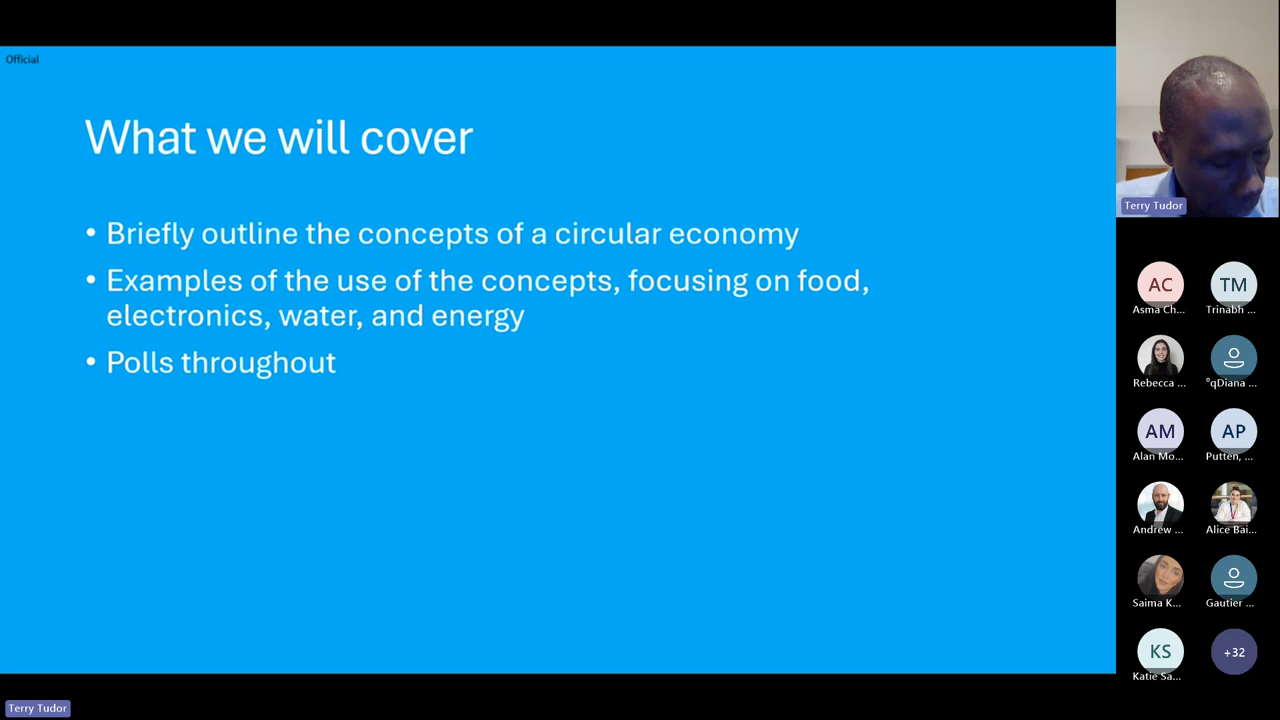 Official
What we will cover
• Briefly outline the concepts of a circular economy
• Examples of the use of the concepts, focusing on food,
electronics, water, and energy
• Polls throughout
Terry Tudor
AC
Asma Ch...
TM
Trinabh ...
Rebecca ...
°qDiana ...
AM
Alan Mo...
AP
Putten, ...
Andrew ...
Alice Bai...
Saima K...
Gautier ...
KS
Katie Sa...
+32
Terry Tudor